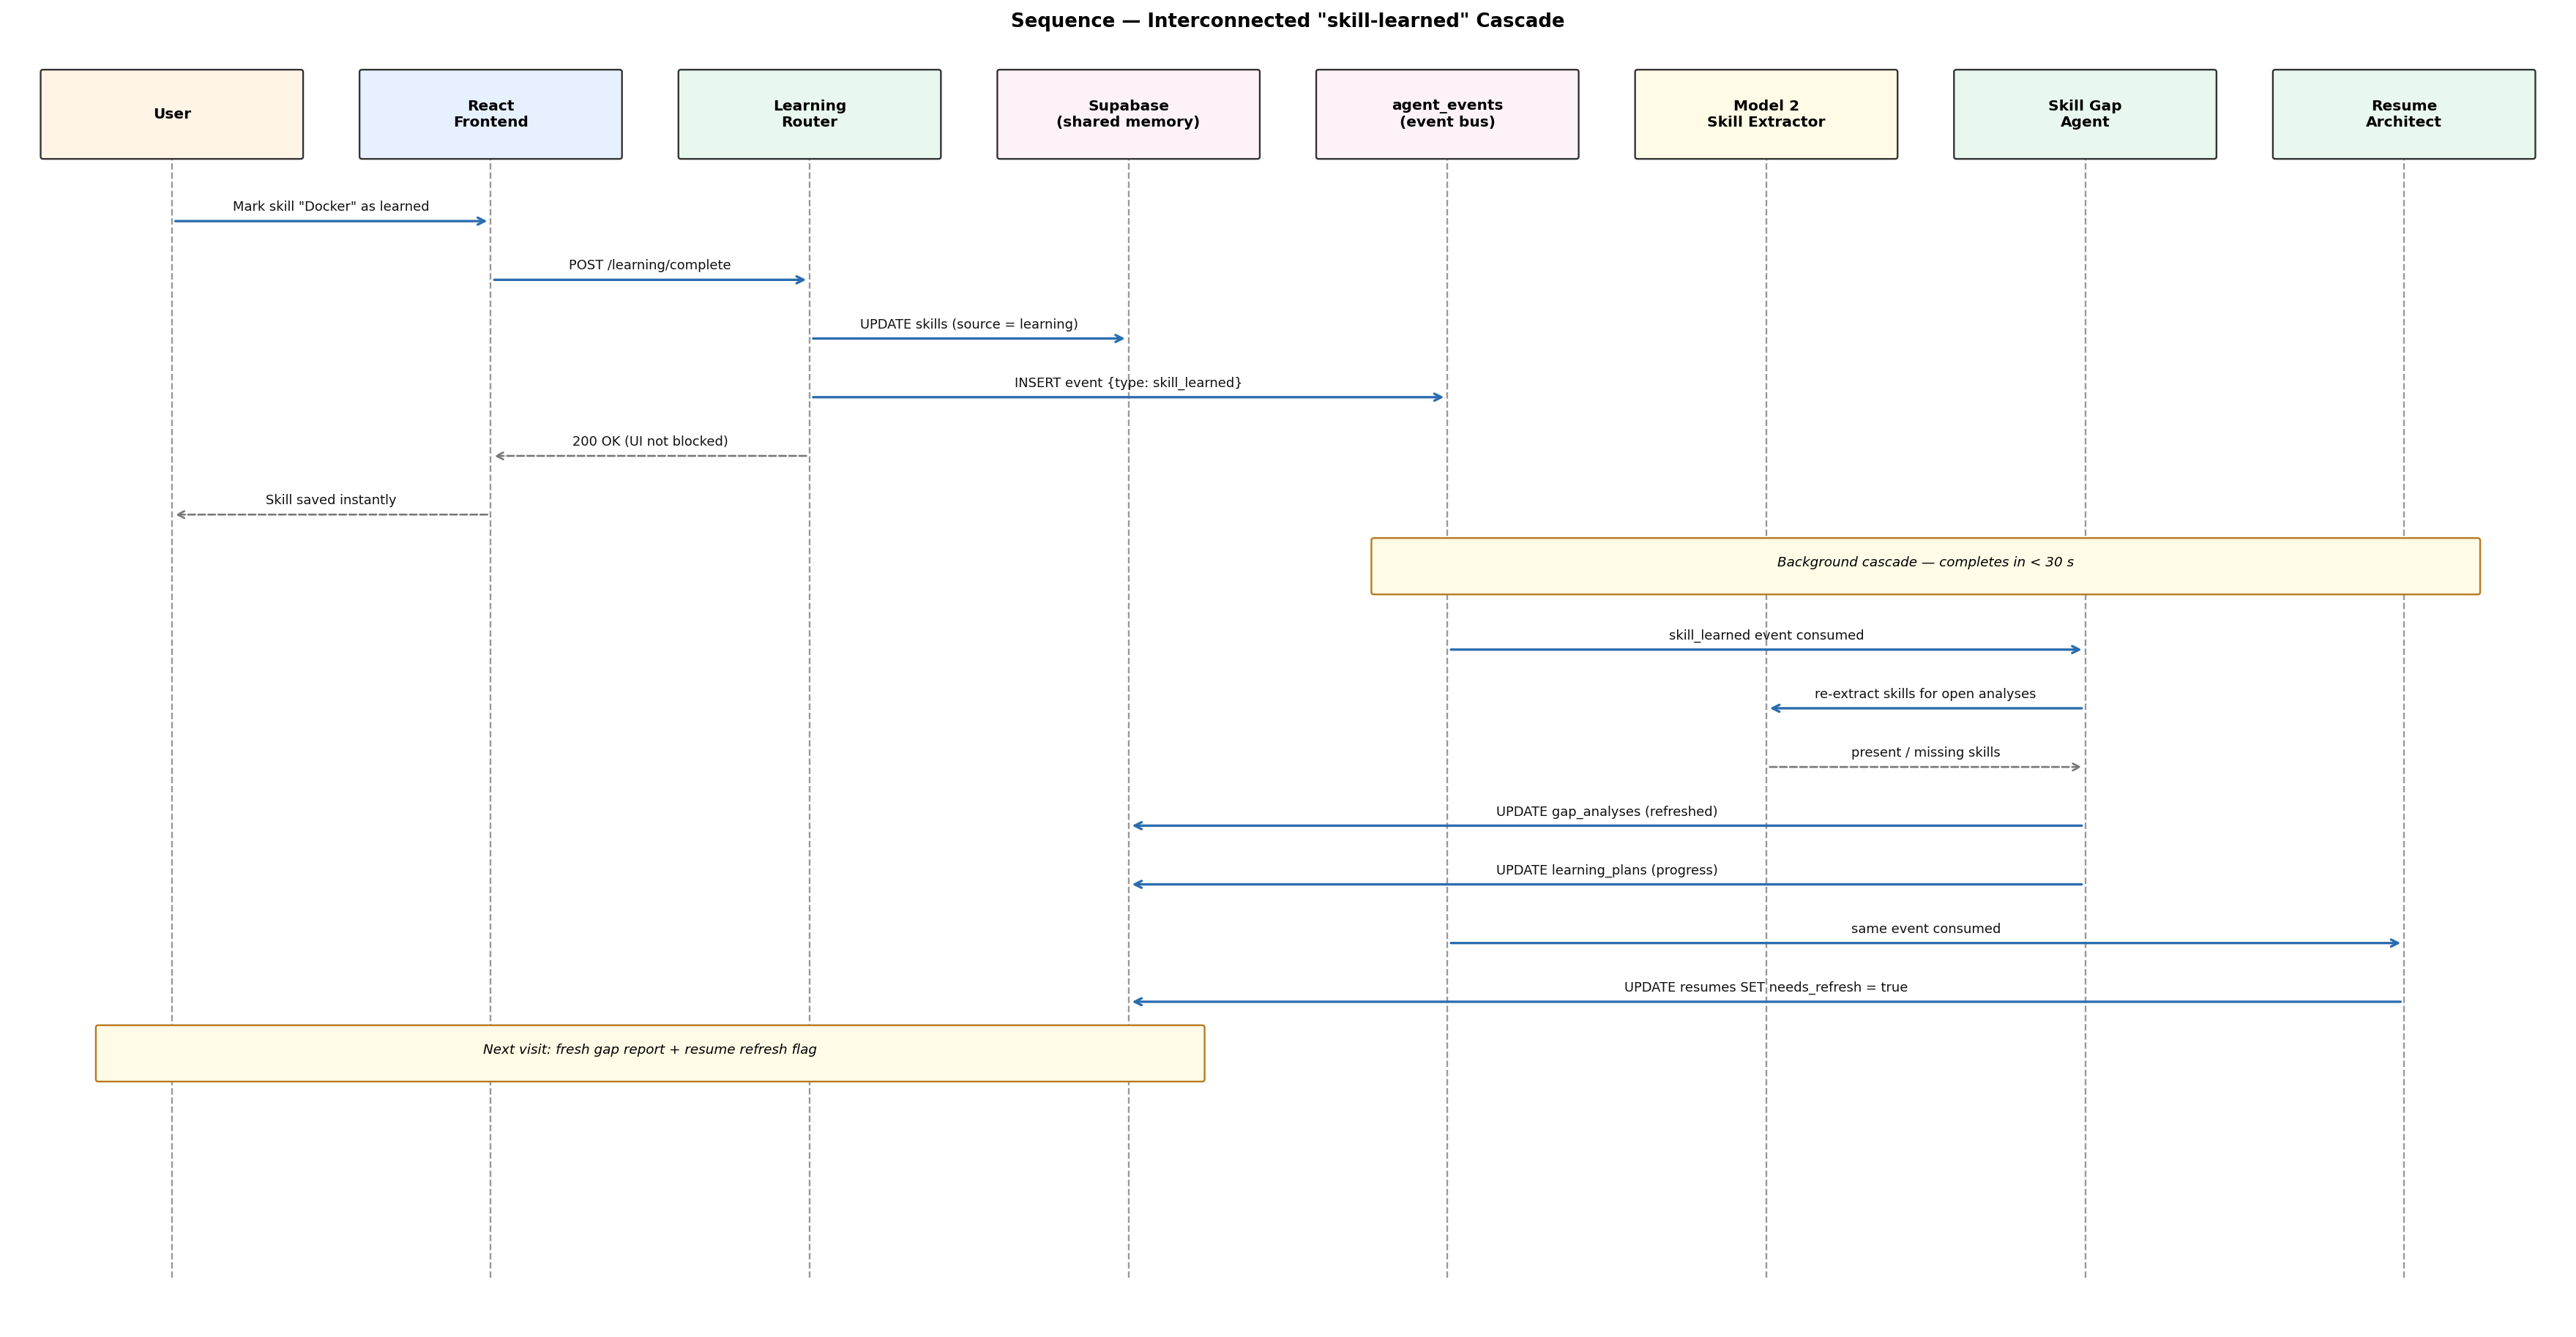 Sequence — Interconnected "skill-learned" Cascade
User
React
Frontend
Learning
Router
Supabase
(shared memory)
agent_events
(event bus)
Model 2
Skill Extractor
Skill Gap
Agent
Resume
Architect
Mark skill "Docker" as learned
POST /learning/complete
UPDATE skills (source = learning)
INSERT event {type: skill_learned}
200 OK (UI not blocked)
Skill saved instantly
Background cascade — completes in < 30 s
skill_learned event consumed
re-extract skills for open analyses
present / missing skills
UPDATE gap_analyses (refreshed)
UPDATE learning_plans (progress)
same event consumed
UPDATE resumes SET needs_refresh = true
Next visit: fresh gap report + resume refresh flag